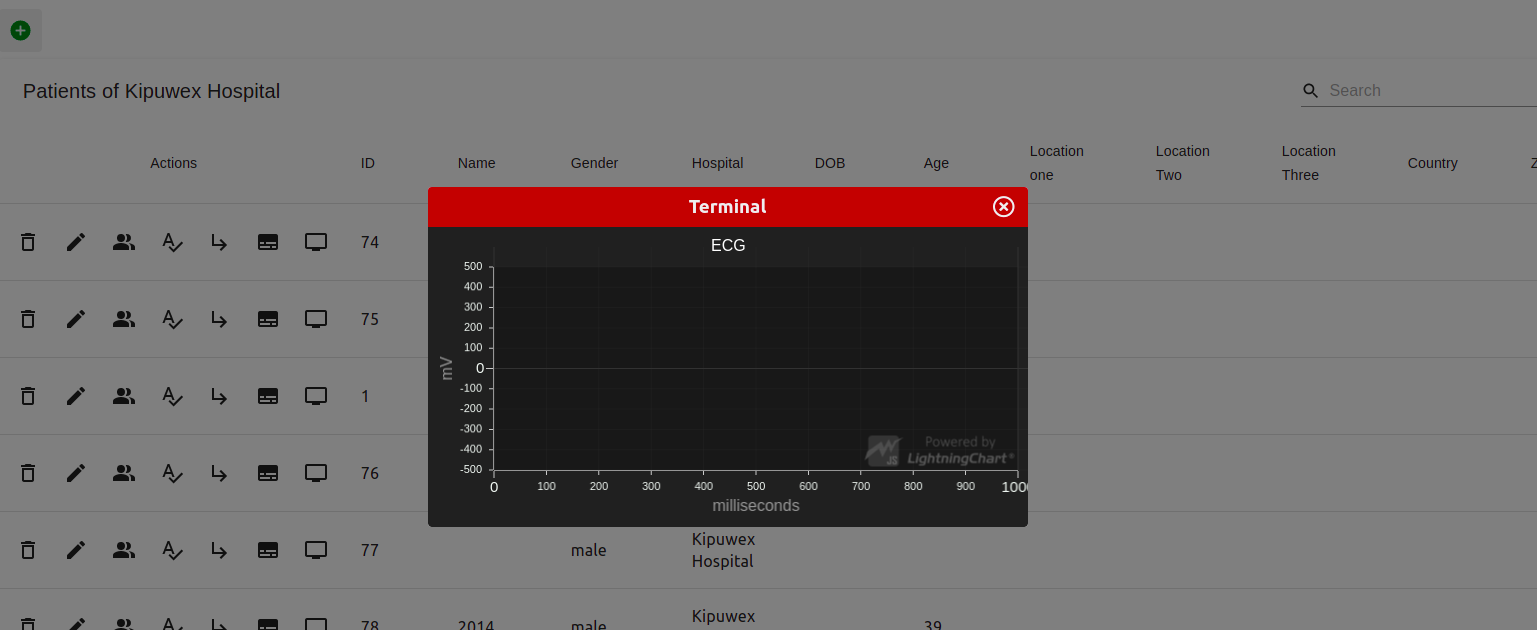 Patients of Kipuwex Hospital
Search
Actions ID Name Gender Hospital DOB Age Location one Location Two Location Three Country
Terminal
ECG
74
75
1
76
77 male Kipuwex
Hospital
78 2014 male Kipuwex 39
500
400
300
200
100
0
-100
-200
-300
-400
-500
mV
Powered by
JS LightningChart®
0 100 200 300 400 500 600 700 800 900 100
milliseconds